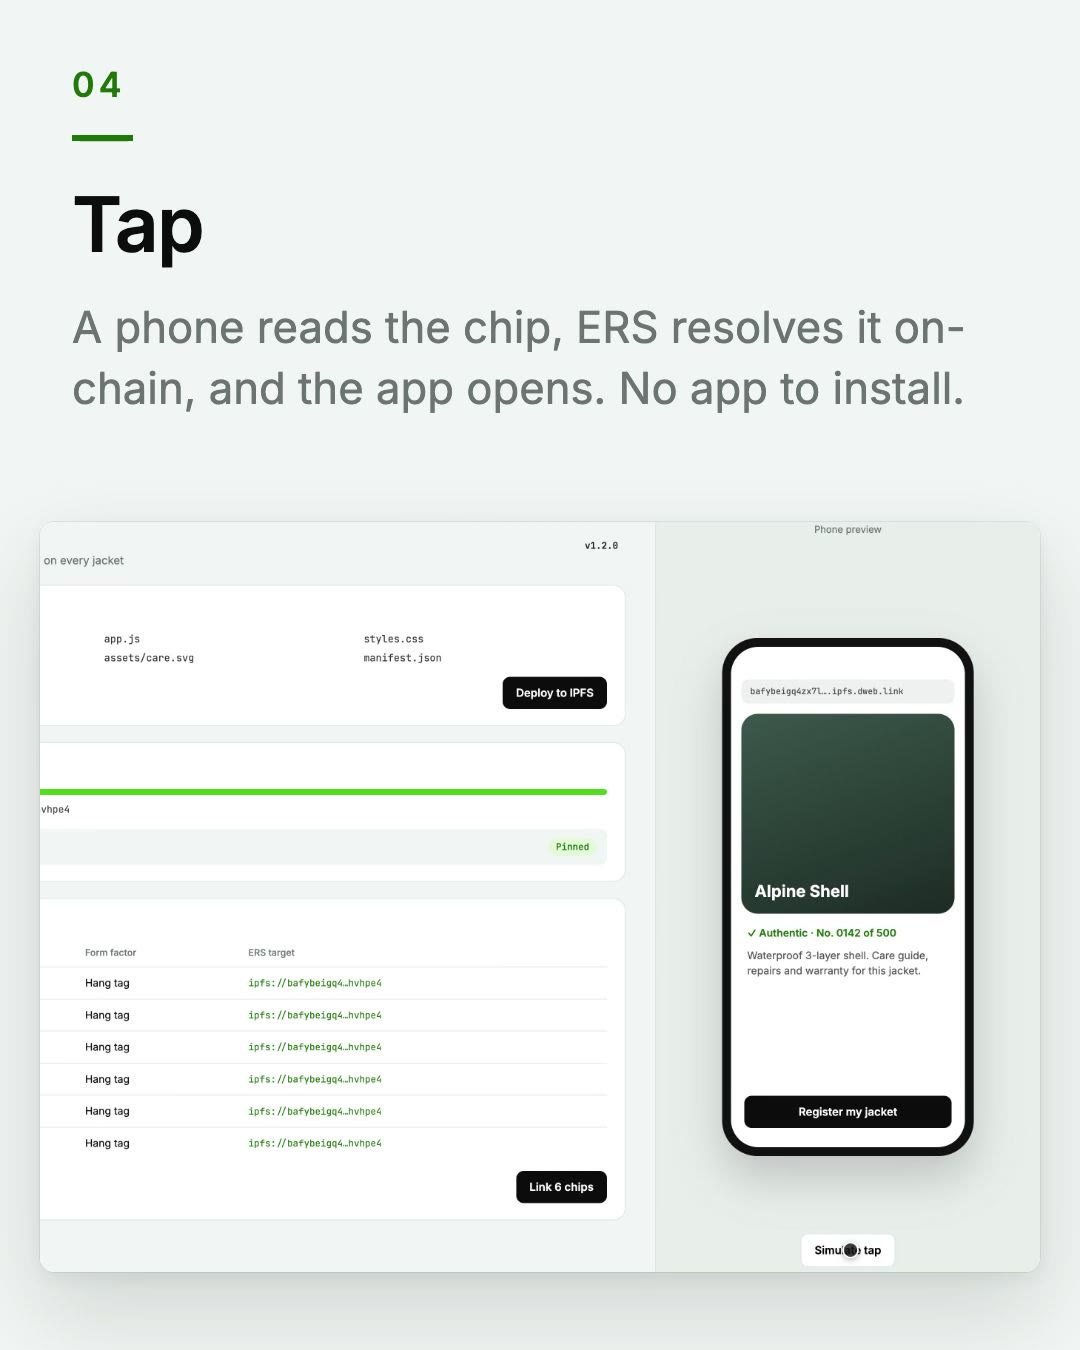 04
Tap
A phone reads the chip, ERS resolves it on-
chain, and the app opens. No app to install.
on every jacket
v1.2.0
app.js
styles.css
assets/care.svg
manifest.json
Deploy to IPFS
vhpe4
Pinned
Form factor
ERS target
Hang tag
ipfs://bafybeigq4…hvhpe4
Hang tag
ipfs://bafybeigq4…hvhpe4
Hang tag
ipfs://bafybeigq4…hvhpe4
Hang tag
ipfs://bafybeigq4…hvhpe4
Hang tag
ipfs://bafybeigq4…hvhpe4
Hang tag
ipfs://bafybeigq4…hvhpe4
Link 6 chips
Phone preview
bafybeigq4zx7l….ipfs.dweb.link
Alpine Shell
✓ Authentic · No. 0142 of 500
Waterproof 3-layer shell. Care guide,
repairs and warranty for this jacket.
Register my jacket
Simulate tap